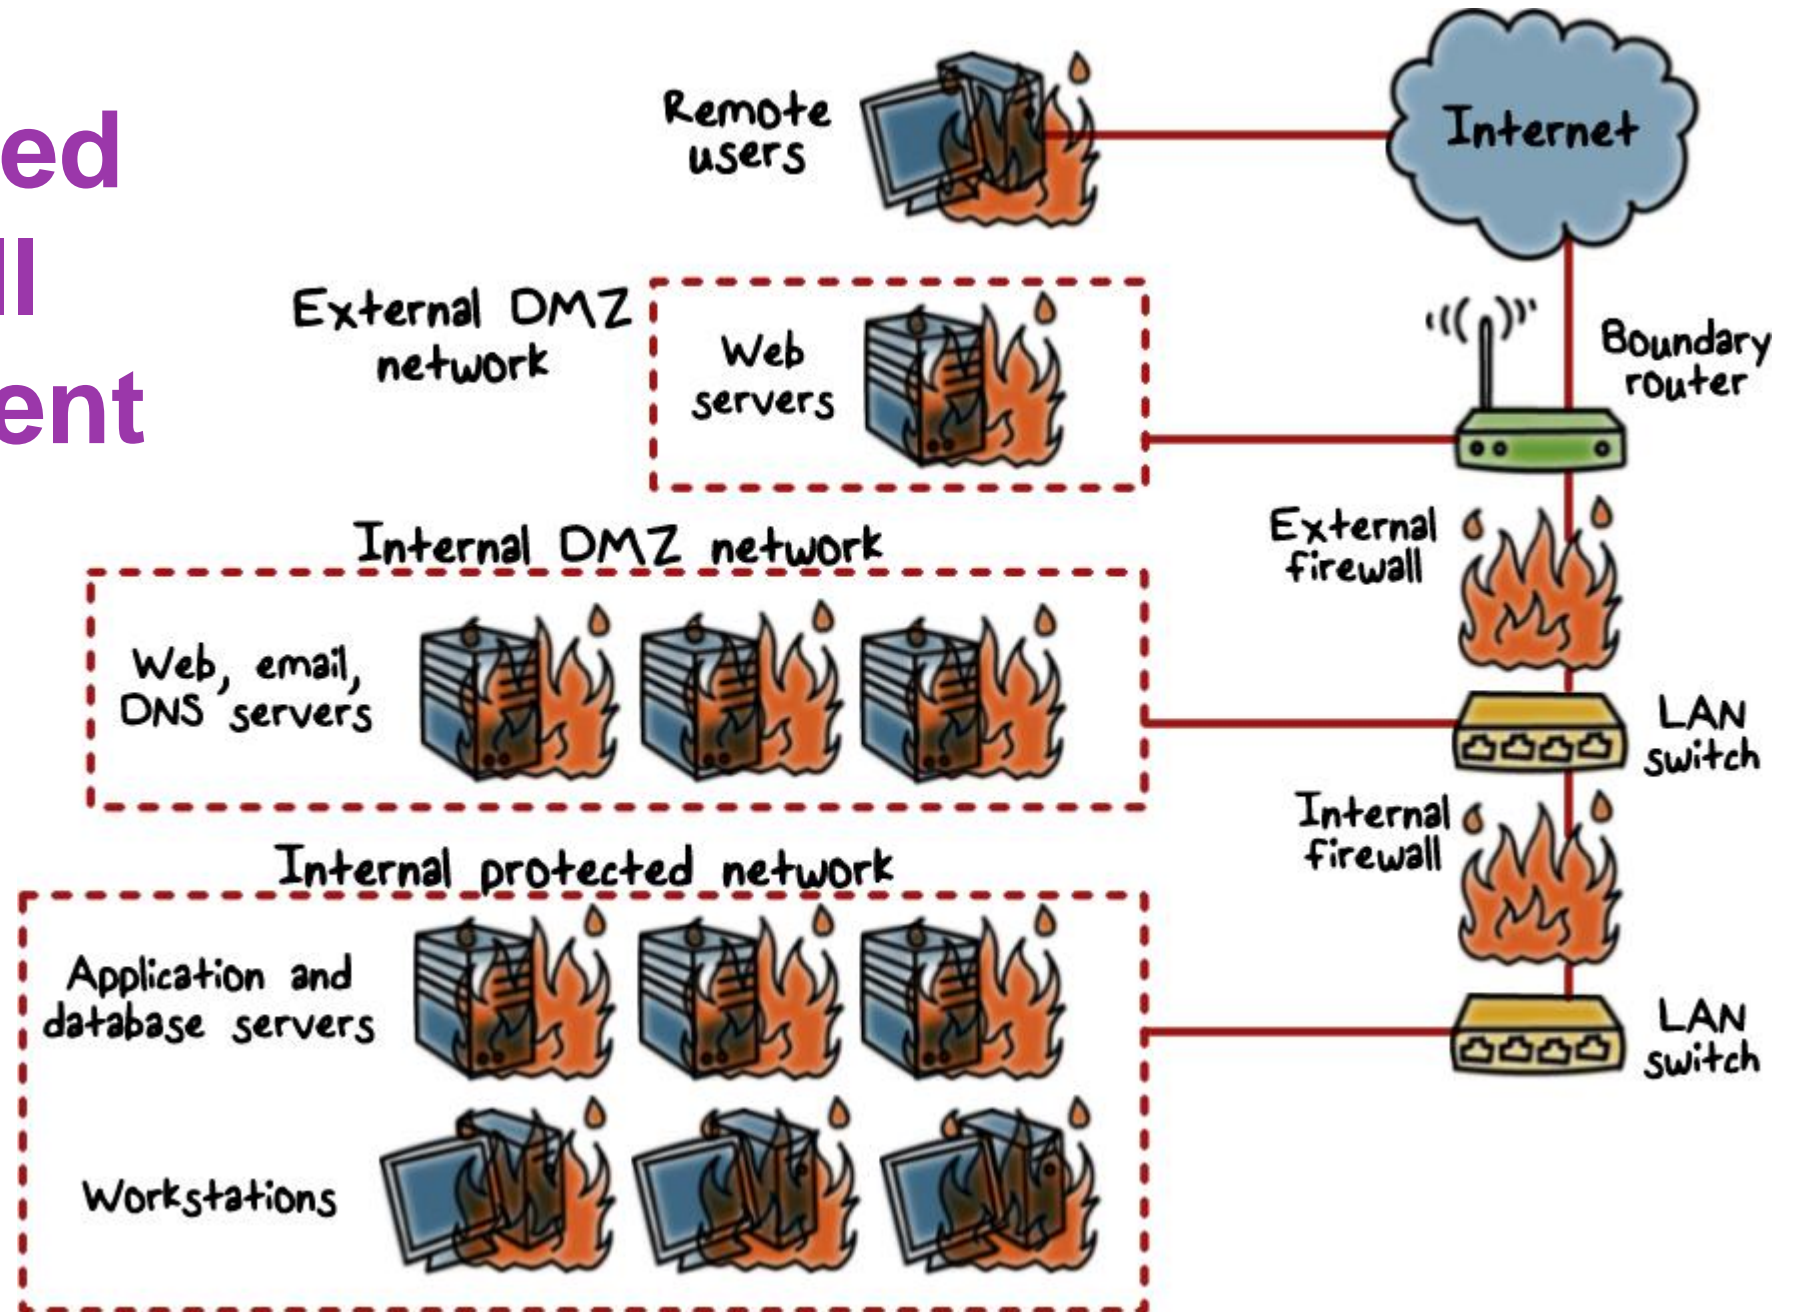 ed
ll
ent
Remote
users
Internet
External DMZ
network
Web
servers
Boundary
router
External
firewall
Internal DMZ network
Web, email,
DNS servers
LAN
switch
Internal
firewall
Internal protected network
Application and
database servers
LAN
switch
Workstations